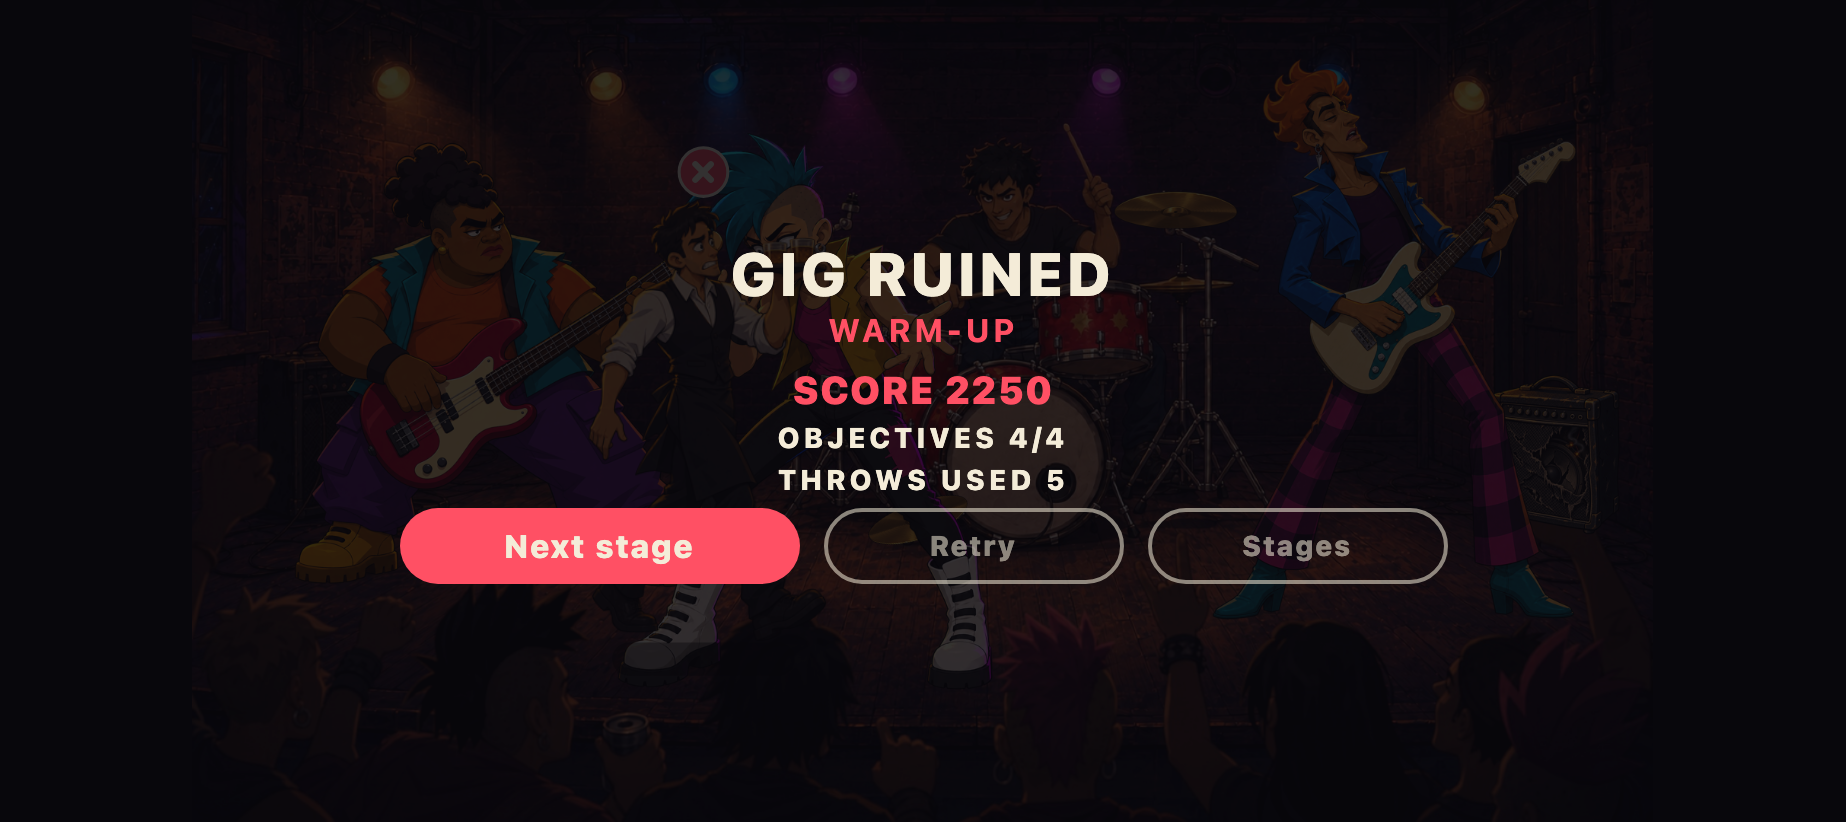 GIG RUINED
WARM-UP
SCORE 2250
OBJECTIVES 4/4
THROWS USED 5
Next stage
Retry
Stages